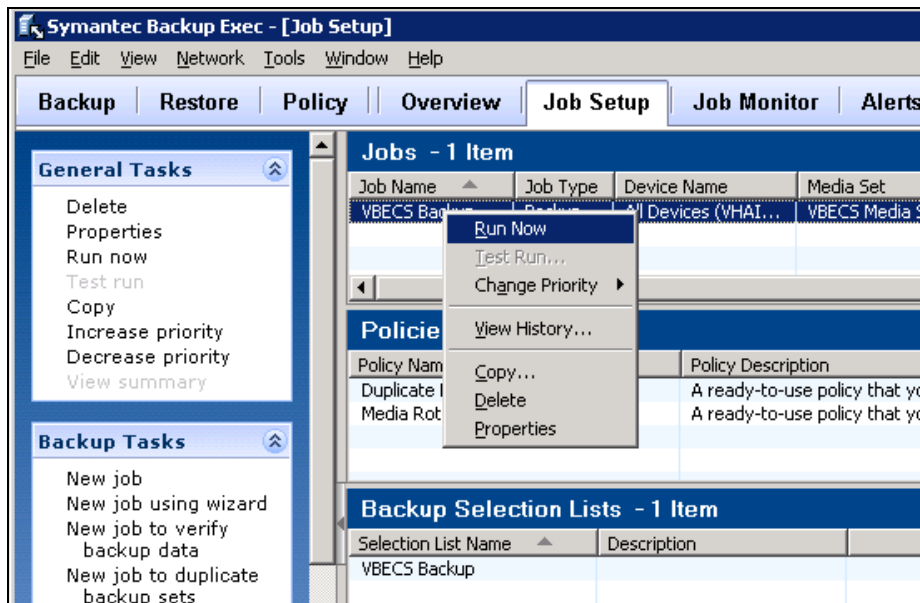 Symantec Backup Exec - [Job Setup]
File Edit View Network Tools Window Help
Backup Restore Policy Overview Job Setup Job Monitor Alerts
General Tasks
Delete
Properties
Run now
Test run
Copy
Increase priority
Decrease priority
View summary
Backup Tasks
New job
New job using wizard
New job to verify
backup data
New job to duplicate
backup sets
Jobs - 1 Item
Job Name Job Type Device Name Media Set
VBECS Backup Backup All Devices (VHAI... VBECS Media S
Run Now
Test Run...
Change Priority
View History...
Copy...
Delete
Properties
Policie
Policy Nam Policy Description
Duplicate A ready-to-use policy that yo
Media Rot A ready-to-use policy that yo
Backup Selection Lists - 1 Item
Selection List Name Description
VBECS Backup